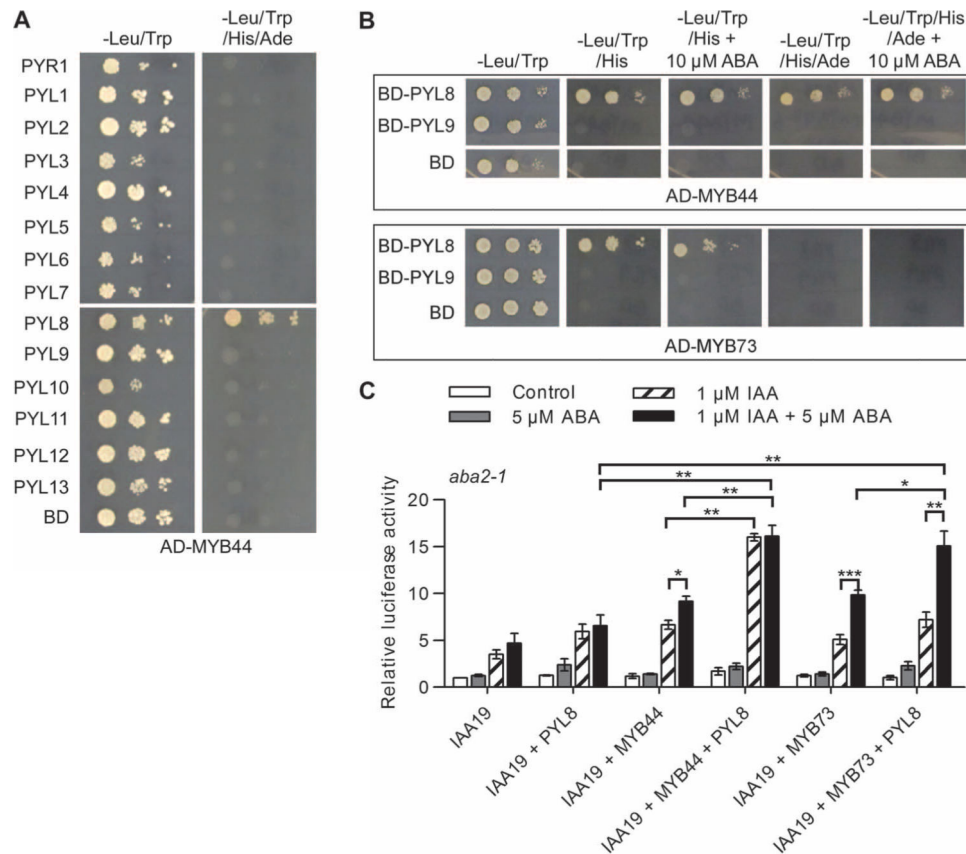 A
-Leu/Trp
-Leu/Trp
/His/Ade
PYR1
PYL1
PYL2
PYL3
PYL4
PYL5
PYL6
PYL7
PYL8
PYL9
PYL10
PYL11
PYL12
PYL13
BD
AD-MYB44
B
-Leu/Trp
-Leu/Trp
/His
-Leu/Trp
/His +
10 µM ABA
-Leu/Trp
/His/Ade
-Leu/Trp/His
/Ade +
10 µM ABA
BD-PYL8
BD-PYL9
BD
AD-MYB44
BD-PYL8
BD-PYL9
BD
AD-MYB73
C
Control
1 µM IAA
5 µM ABA
1 µM IAA + 5 µM ABA
aba2-1
Relative luciferase activity
20
15
10
5
0
**
**
*
**
**
**
*
***
IAA19
IAA19 + PYL8
IAA19 + MYB44
IAA19 + MYB44 + PYL8
IAA19 + MYB73
IAA19 + MYB73 + PYL8